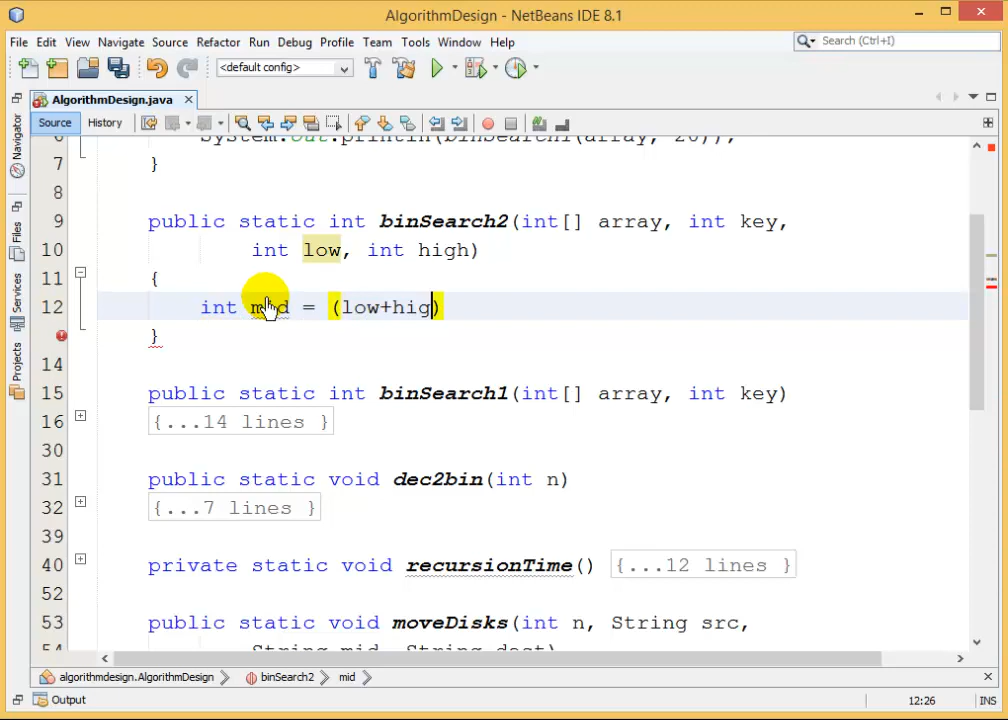 AlgorithmDesign - NetBeans IDE 8.1
File Edit View Navigate Source Refactor Run Debug Profile Team Tools Window Help
Search (Ctrl+I)
<default config>
AlgorithmDesign.java
Source History
Navigator
Files
Services
Projects
6 System.out.println(binSearch1(array, 20));
7 }
8
9 public static int binSearch2(int[] array, int key,
10 int low, int high)
11 {
12 int mid = (low+hig)
}
14
15 public static int binSearch1(int[] array, int key)
16 {...14 lines }
30
31 public static void dec2bin(int n)
32 {...7 lines }
39
40 private static void recursionTime() {...12 lines }
52
53 public static void moveDisks(int n, String src,
54 String mid, String dest)
algorithmdesign.AlgorithmDesign binSearch2 mid
Output
12:26 INS